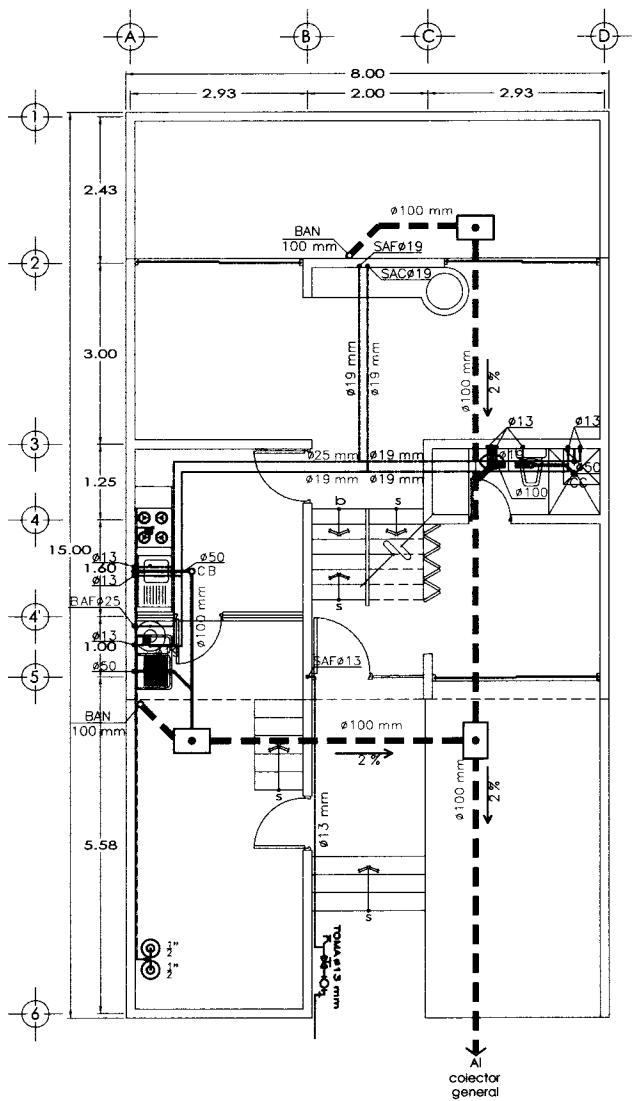 A B C D
8.00
2.93 2.00 2.93
1
2.43
ø100 mm
BAN
100 mm
SAFø19
SACø19
2
3.00
ø19 mm
ø19 mm
ø100 mm
2%
3
ø13 ø13
ø25 mm ø19 mm
ø19
ø50
ø19 mm ø19 mm
ø100
CC
1.25
4
b s
15.00
ø13
1.60
ø13
ø50
CB
BAFø25
4'
ø100 mm
ø13
1.00
ø50
5
s
SAFø13
BAN
100 mm
ø100 mm
2%
ø100 mm
2%
s
ø13 mm
5.58
s
TOMA ø13 mm
1"
2
1"
2
6
Al
colector
general